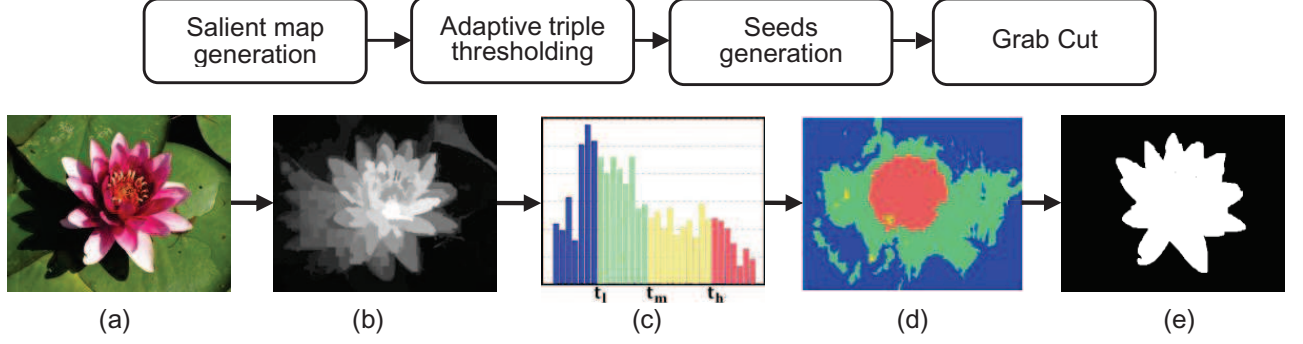 Salient map
generation
Adaptive triple
thresholding
Seeds
generation
Grab Cut
t_l t_m t_h
(a) (b) (c) (d) (e)